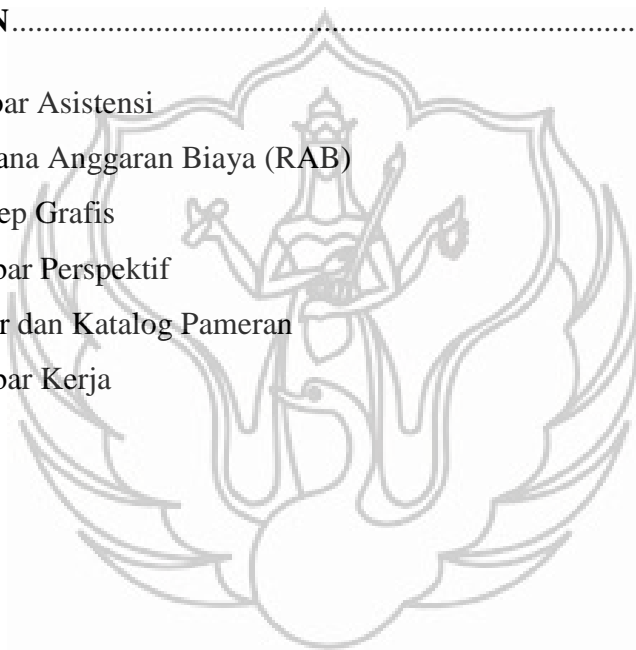 N........................................................................................
bar Asistensi
ana Anggaran Biaya (RAB)
ep Grafis
bar Perspektif
r dan Katalog Pameran
bar Kerja